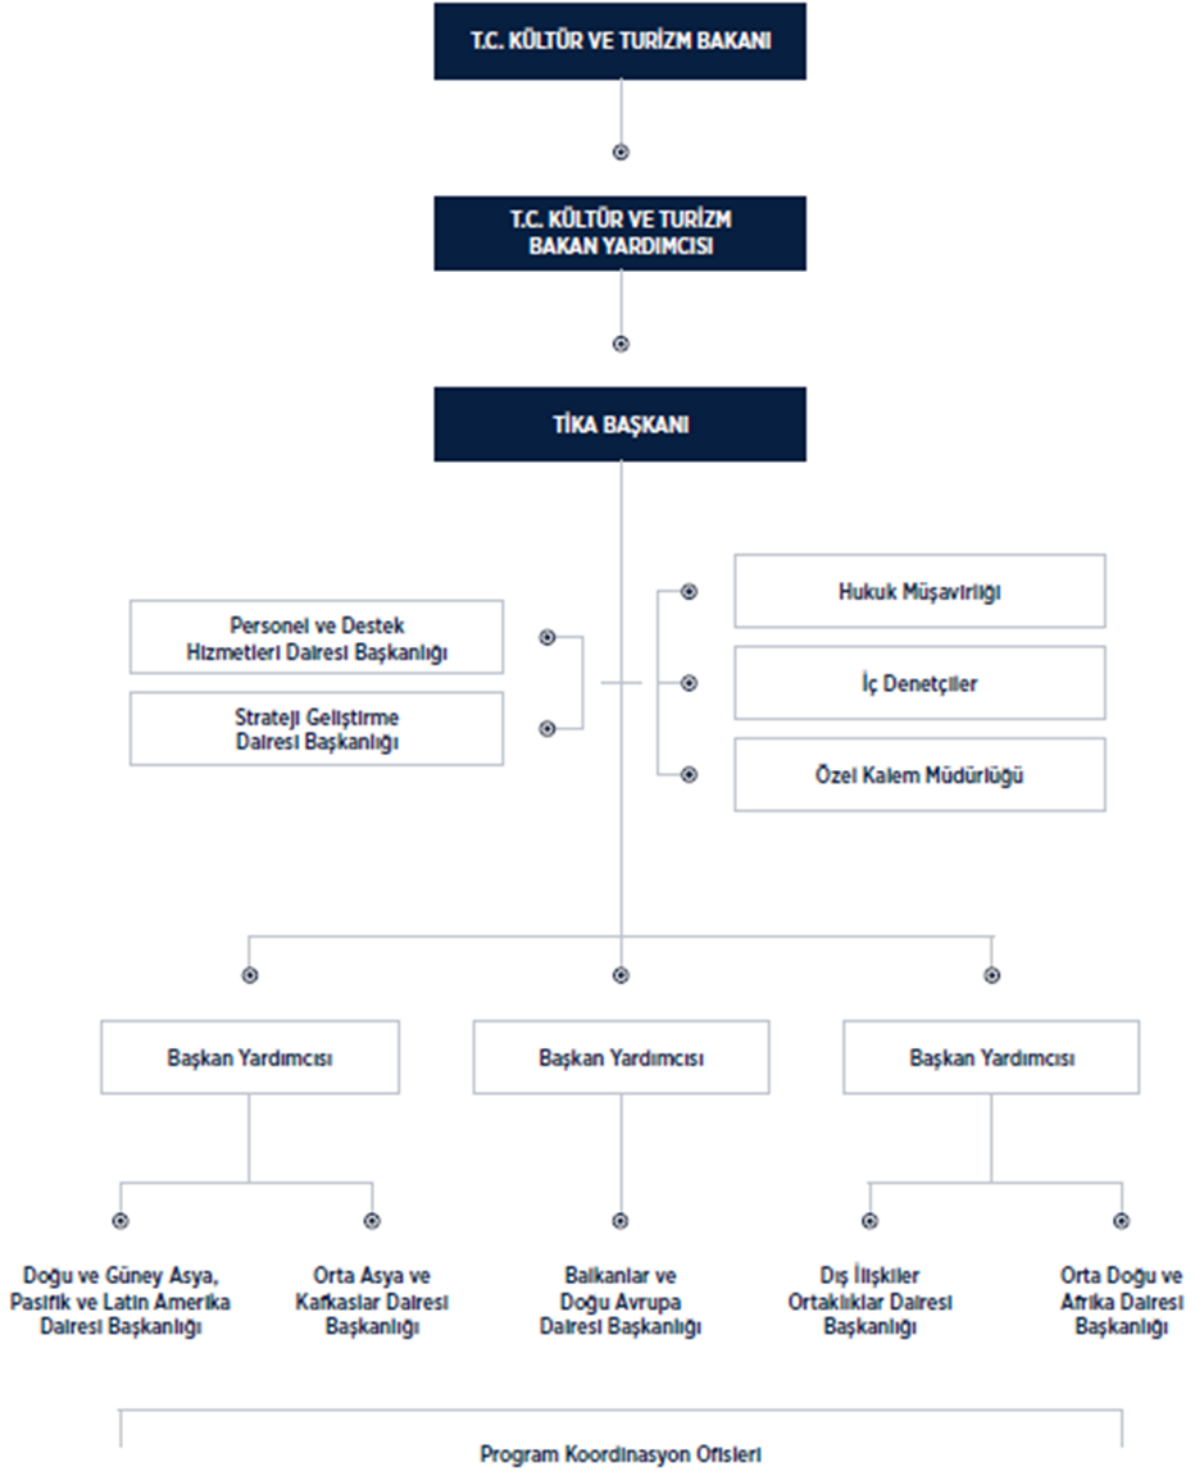 T.C. KÜLTÜR VE TURİZM BAKANI
T.C. KÜLTÜR VE TURİZM
BAKAN YARDIMCISI
TİKA BAŞKANI
Personel ve Destek
Hizmetleri Dairesi Başkanlığı
Strateji Geliştirme
Dairesi Başkanlığı
Hukuk Müşavirliği
İç Denetçiler
Özel Kalem Müdürlüğü
Başkan Yardımcısı
Başkan Yardımcısı
Başkan Yardımcısı
Doğu ve Güney Asya,
Pasifik ve Latin Amerika
Dairesi Başkanlığı
Orta Asya ve
Kafkaslar Dairesi
Başkanlığı
Balkanlar ve
Doğu Avrupa
Dairesi Başkanlığı
Dış İlişkiler
Ortaklıklar Dairesi
Başkanlığı
Orta Doğu ve
Afrika Dairesi
Başkanlığı
Program Koordinasyon Ofisleri